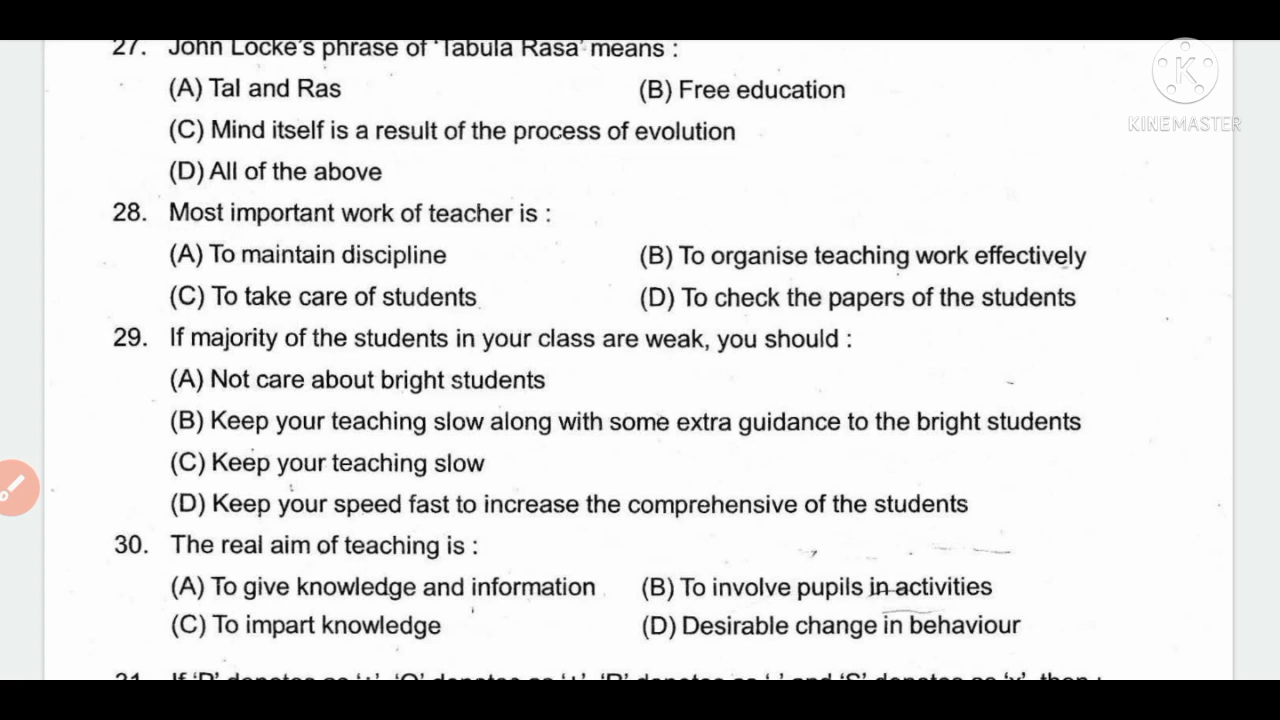 27. John Locke's phrase of 'Tabula Rasa' means :
(A) Tal and Ras (B) Free education
(C) Mind itself is a result of the process of evolution
(D) All of the above
28. Most important work of teacher is :
(A) To maintain discipline (B) To organise teaching work effectively
(C) To take care of students (D) To check the papers of the students
29. If majority of the students in your class are weak, you should :
(A) Not care about bright students
(B) Keep your teaching slow along with some extra guidance to the bright students
(C) Keep your teaching slow
(D) Keep your speed fast to increase the comprehensive of the students
30. The real aim of teaching is :
(A) To give knowledge and information (B) To involve pupils in activities
(C) To impart knowledge (D) Desirable change in behaviour
K
KINEMASTER